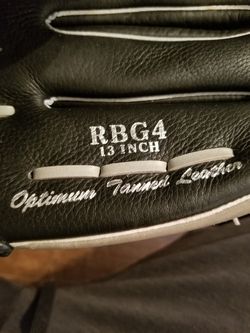 RBG4
13 INCH
Optimum Tanned Leather